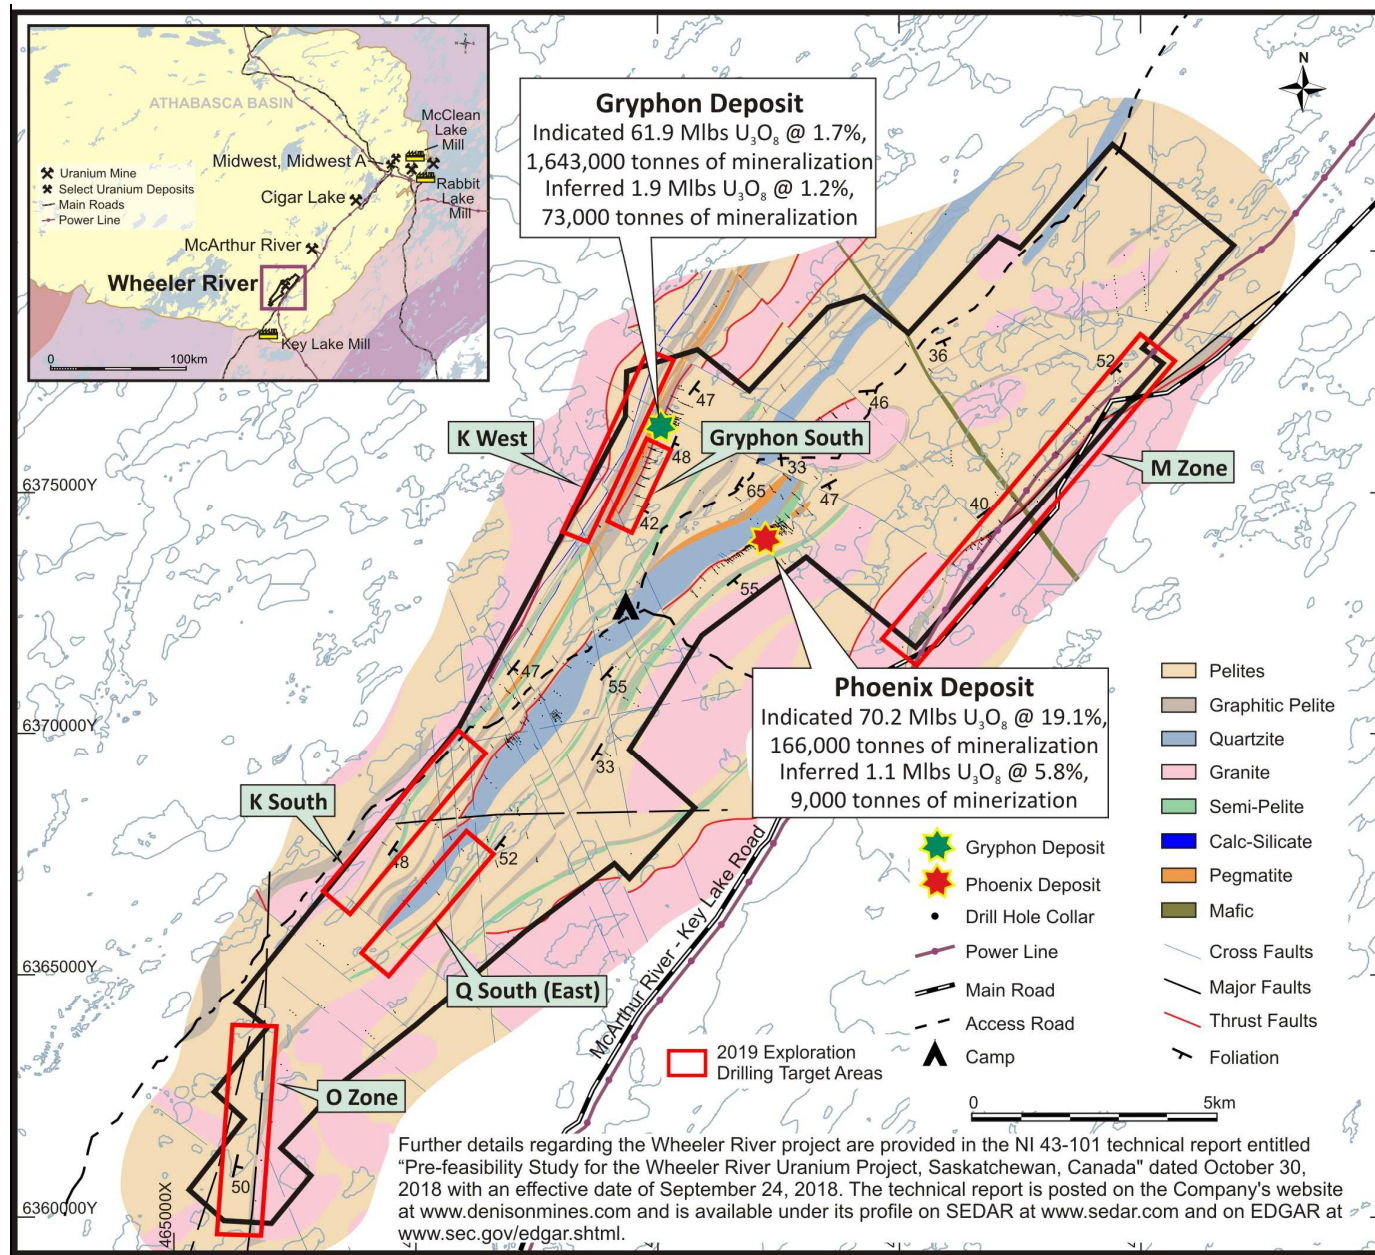 ATHABASCA BASIN
McClean
Lake
Mill
Midwest, Midwest A
Uranium Mine
Select Uranium Deposits
Main Roads
Power Line
Cigar Lake
Rabbit
Lake
Mill
McArthur River
Wheeler River
Key Lake Mill
0 100km
Gryphon Deposit
Indicated 61.9 Mlbs U₃O₈ @ 1.7%,
1,643,000 tonnes of mineralization
Inferred 1.9 Mlbs U₃O₈ @ 1.2%,
73,000 tonnes of mineralization
N
36
52
47
46
K West
Gryphon South
48
M Zone
33
65
47
6375000Y
40
42
55
47
55
Phoenix Deposit
Indicated 70.2 Mlbs U₃O₈ @ 19.1%,
166,000 tonnes of mineralization
Inferred 1.1 Mlbs U₃O₈ @ 5.8%,
9,000 tonnes of minerization
6370000Y
33
K South
48
52
McArthur River - Key Lake Road
6365000Y
Q South (East)
O Zone
50
465000X
6360000Y
Gryphon Deposit
Phoenix Deposit
Drill Hole Collar
Power Line
Main Road
Access Road
Camp
2019 Exploration
Drilling Target Areas
Pelites
Graphitic Pelite
Quartzite
Granite
Semi-Pelite
Calc-Silicate
Pegmatite
Mafic
Cross Faults
Major Faults
Thrust Faults
Foliation
0 5km
Further details regarding the Wheeler River project are provided in the NI 43-101 technical report entitled
“Pre-feasibility Study for the Wheeler River Uranium Project, Saskatchewan, Canada" dated October 30,
2018 with an effective date of September 24, 2018. The technical report is posted on the Company's website
at www.denisonmines.com and is available under its profile on SEDAR at www.sedar.com and on EDGAR at
www.sec.gov/edgar.shtml.